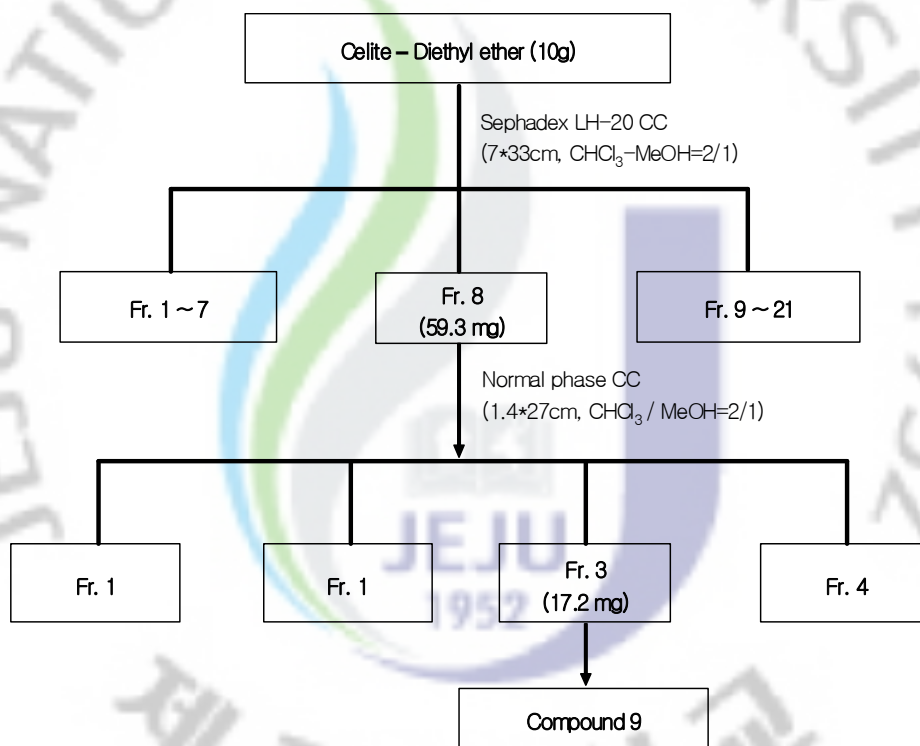 Celite - Diethyl ether (10g)
Sephadex LH-20 CC
(7*33cm, CHCl₃-MeOH=2/1)
Fr. 1 ~ 7
Fr. 8
(59.3 mg)
Fr. 9 ~ 21
Normal phase CC
(1.4*27cm, CHCl₃ / MeOH=2/1)
Fr. 1
Fr. 1
Fr. 3
(17.2 mg)
Fr. 4
Compound 9
JEJU
1952